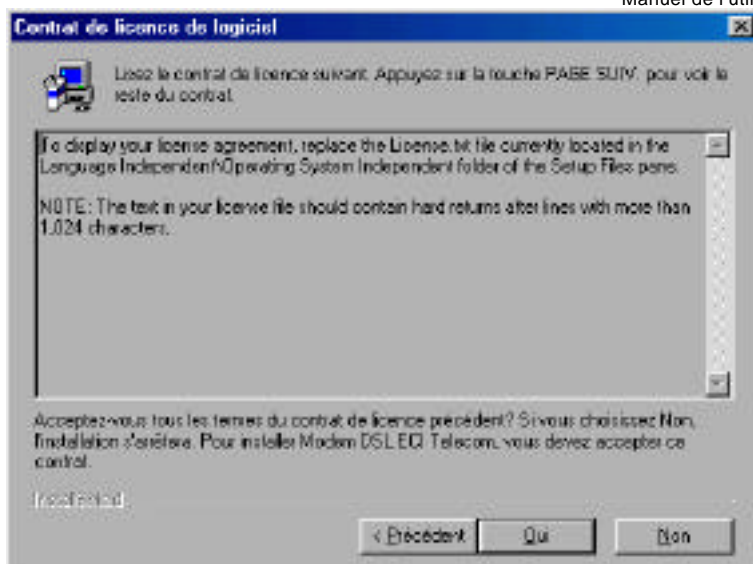 Manuel de l'util
Contrat de licence de logiciel
Lisez le contrat de licence suivant. Appuyez sur la touche PAGE SUIV. pour voir le
reste du contrat.
To display your license agreement, replace the License.txt file currently located in the
Language Independent\Operating System Independent folder of the Setup Files pane.
NOTE: The text in your license file should contain hard returns after lines with more than
1,024 characters.
Acceptez-vous tous les termes du contrat de licence précédent? Si vous choisissez Non,
l'installation s'arrêtera. Pour installer Modem DSL EQI Telecom, vous devez accepter ce
contrat.
InstallShield
< Précédent
Oui
Non